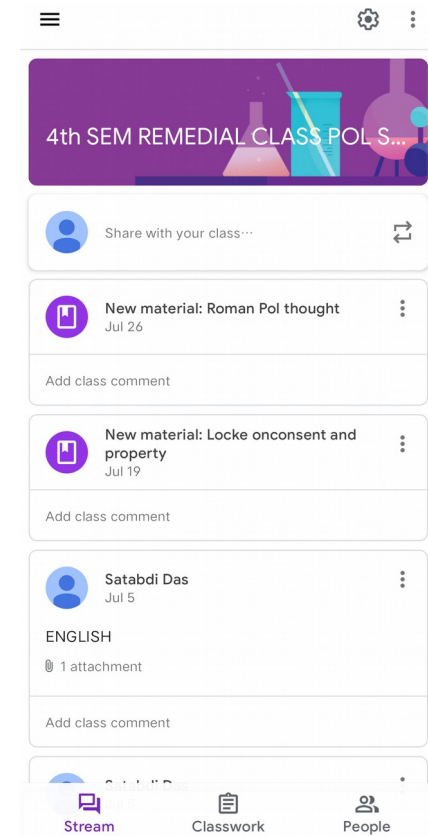 4th SEM REMEDIAL CLASS POL S...
Share with your class...
New material: Roman Pol thought
Jul 26
Add class comment
New material: Locke onconsent and
property
Jul 19
Add class comment
Satabdi Das
Jul 5
ENGLISH
1 attachment
Add class comment
Satabdi Das
Stream
Classwork
People